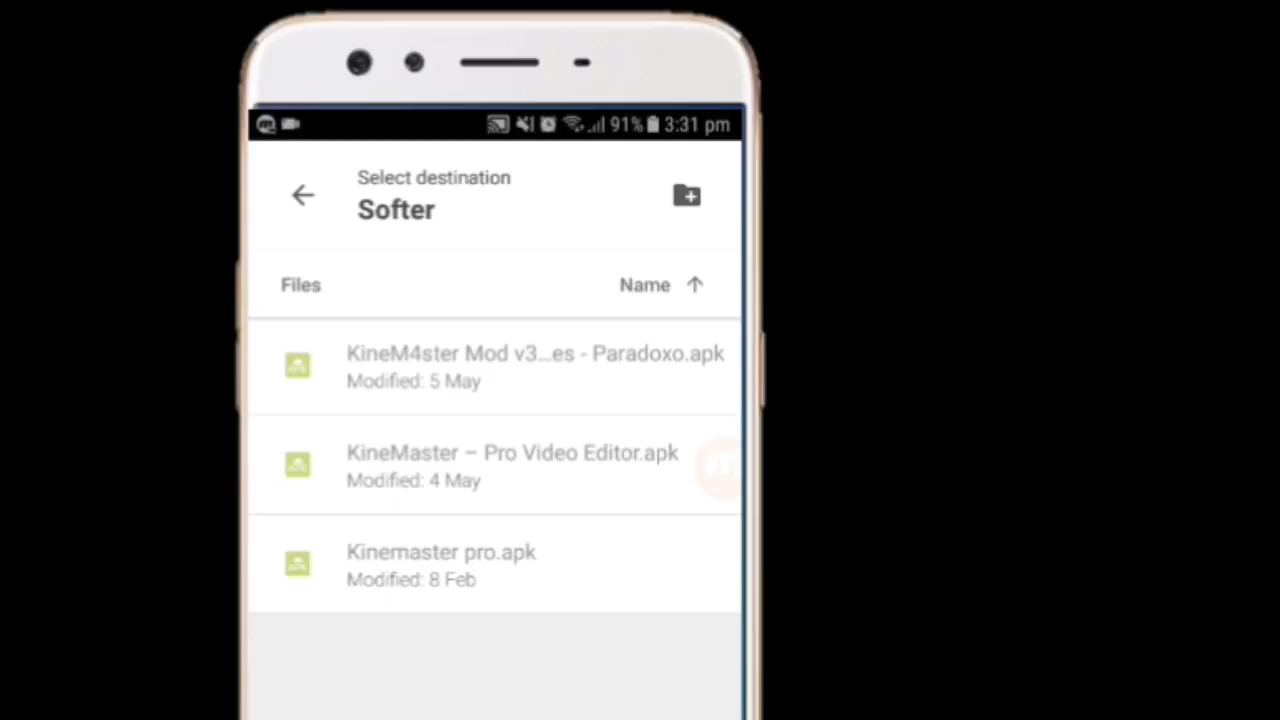 91% 3:31 pm
Select destination
Softer
Files Name
KineM4ster Mod v3...es - Paradoxo.apk
Modified: 5 May
KineMaster – Pro Video Editor.apk
Modified: 4 May
Kinemaster pro.apk
Modified: 8 Feb